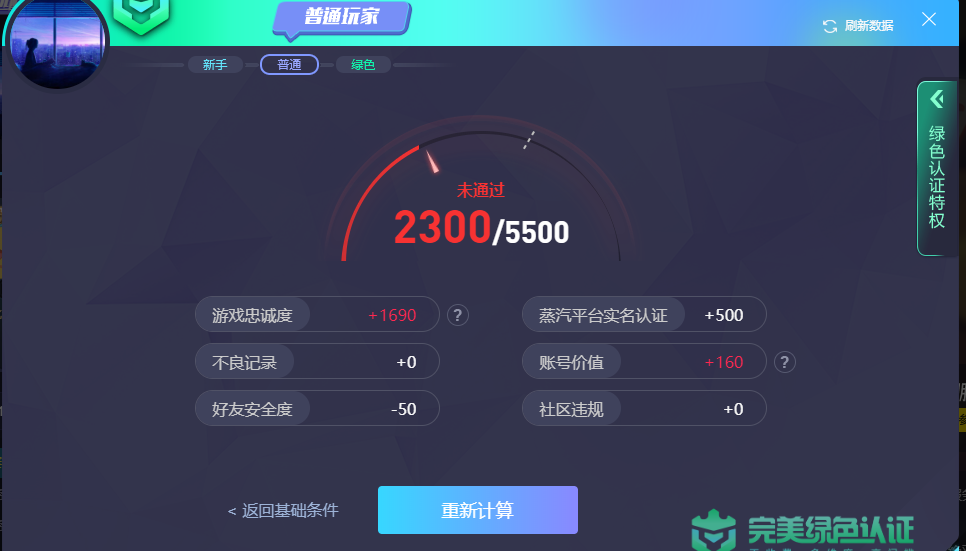 普通玩家
刷新数据
新手 普通 绿色
绿色认证特权
未通过
2300/5500
游戏忠诚度 +1690 ?
蒸汽平台实名认证 +500
不良记录 +0
账号价值 +160 ?
好友安全度 -50
社区违规 +0
< 返回基础条件
重新计算
完美绿色认证